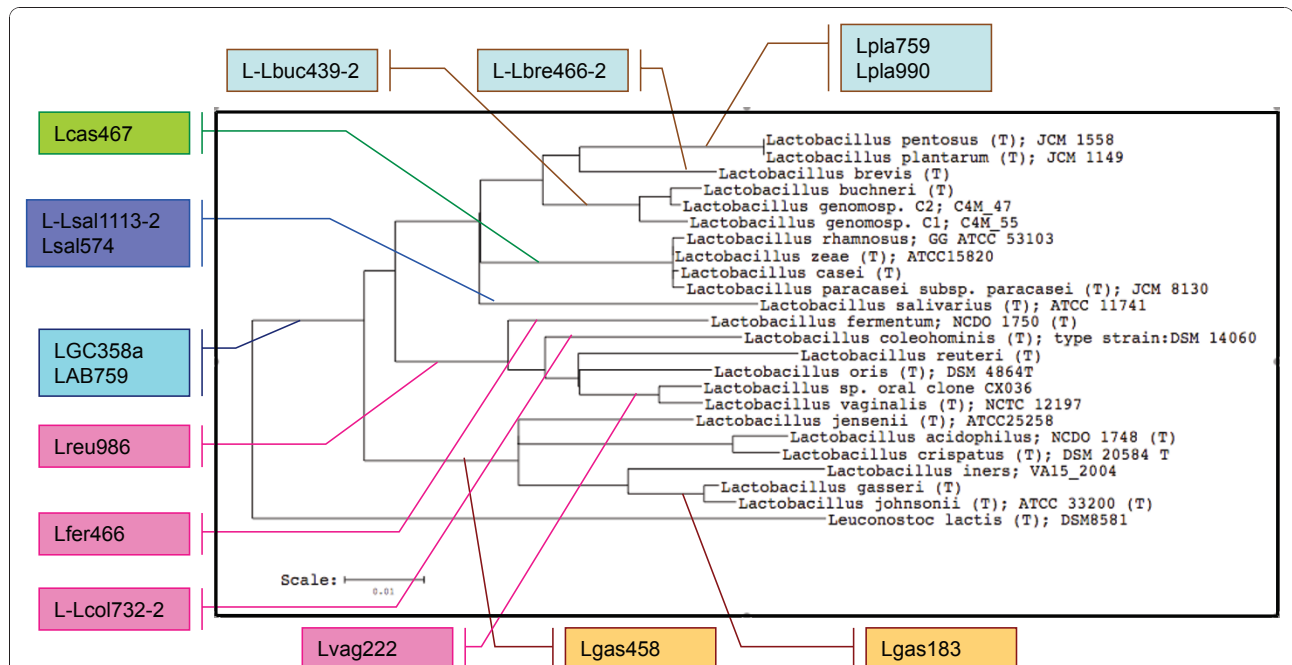 Lpla759
Lpla990
L-Lbuc439-2
L-Lbre466-2
Lcas467
L-Lsal1113-2
Lsal574
LGC358a
LAB759
Lreu986
Lfer466
L-Lcol732-2
Lvag222
Lgas458
Lgas183
Lactobacillus pentosus (T); JCM 1558
Lactobacillus plantarum (T); JCM 1149
Lactobacillus brevis (T)
Lactobacillus buchneri (T)
Lactobacillus genomosp. C2; C4M_47
Lactobacillus genomosp. C1; C4M_55
Lactobacillus rhamnosus; GG ATCC 53103
Lactobacillus zeae (T); ATCC15820
Lactobacillus casei (T)
Lactobacillus paracasei subsp. paracasei (T); JCM 8130
Lactobacillus salivarius (T); ATCC 11741
Lactobacillus fermentum; NCDO 1750 (T)
Lactobacillus coleohominis (T); type strain:DSM 14060
Lactobacillus reuteri (T)
Lactobacillus oris (T); DSM 4864T
Lactobacillus sp. oral clone CX036
Lactobacillus vaginalis (T); NCTC 12197
Lactobacillus jensenii (T); ATCC25258
Lactobacillus acidophilus; NCDO 1748 (T)
Lactobacillus crispatus (T); DSM 20584 T
Lactobacillus iners; VA15_2004
Lactobacillus gasseri (T)
Lactobacillus johnsonii (T); ATCC 33200 (T)
Leuconostoc lactis (T); DSM8581
Scale:
0.01